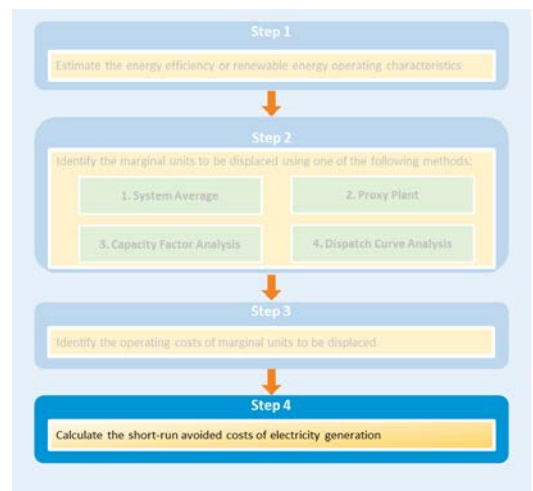 Step 1
Estimate the energy efficiency or renewable energy operating characteristics
Step 2
Identify the marginal units to be displaced using one of the following methods:
1. System Average
2. Proxy Plant
3. Capacity Factor Analysis
4. Dispatch Curve Analysis
Step 3
Identify the operating costs of marginal units to be displaced
Step 4
Calculate the short-run avoided costs of electricity generation